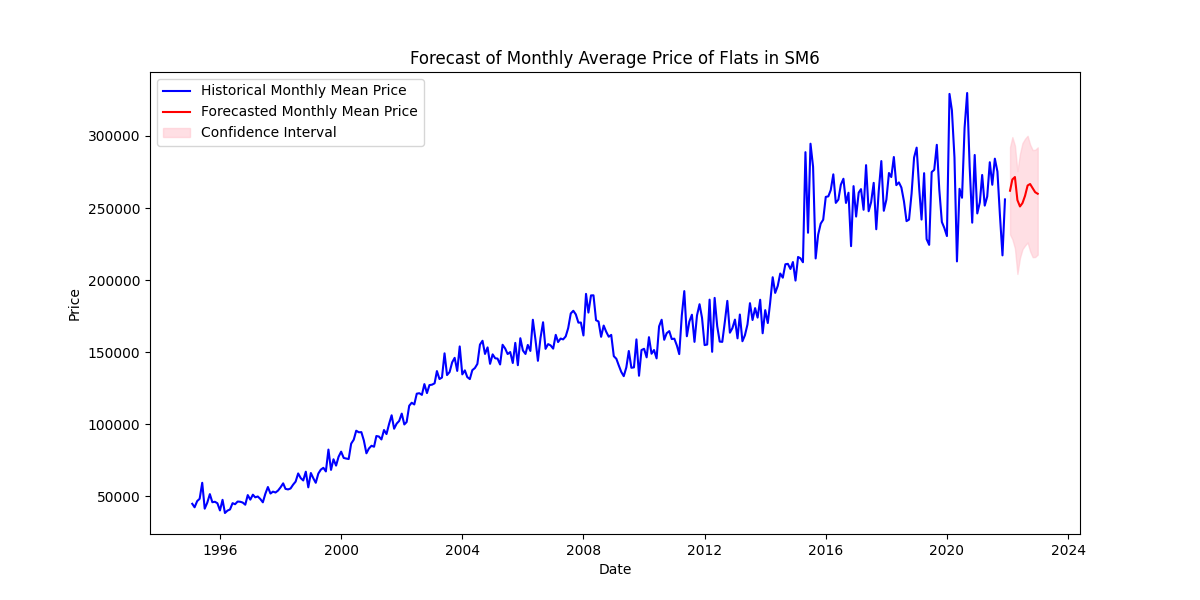 Forecast of Monthly Average Price of Flats in SM6
Historical Monthly Mean Price
Forecasted Monthly Mean Price
Confidence Interval
Price
300000
250000
200000
150000
100000
50000
1996 2000 2004 2008 2012 2016 2020 2024
Date